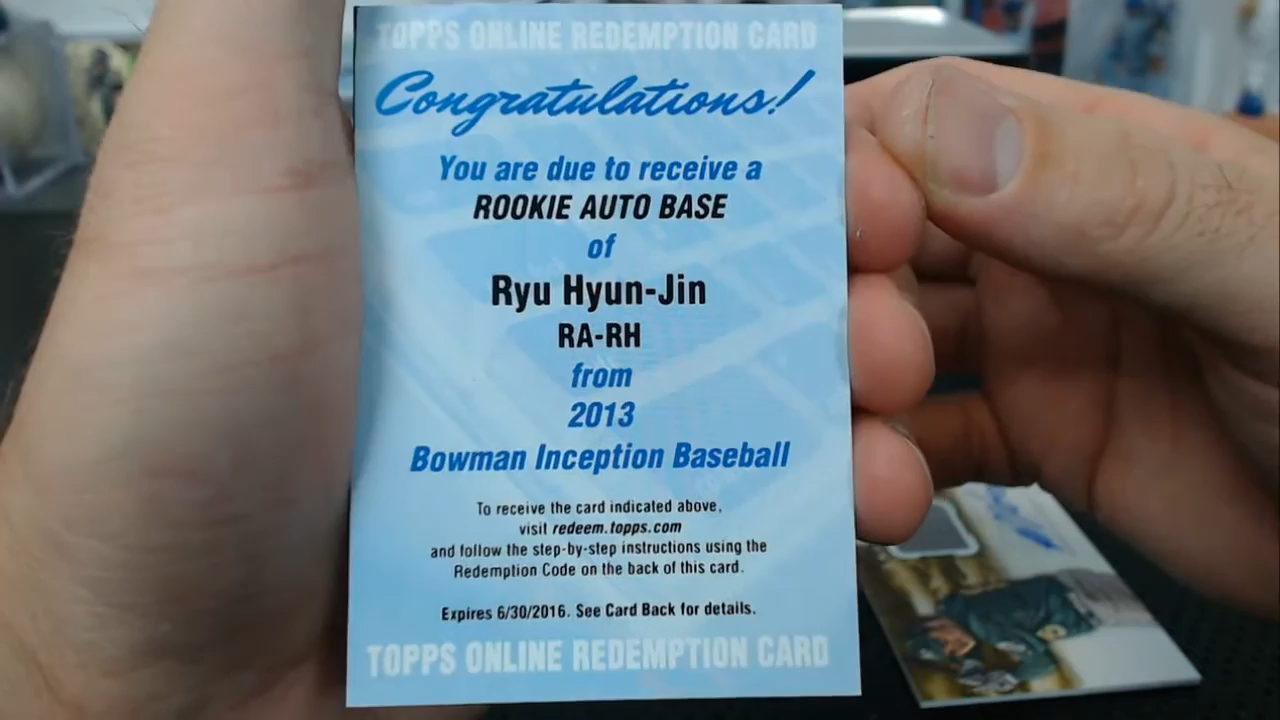 TOPPS ONLINE REDEMPTION CARD
Congratulations!
You are due to receive a
ROOKIE AUTO BASE
of
Ryu Hyun-Jin
RA-RH
from
2013
Bowman Inception Baseball
To receive the card indicated above,
visit redeem.topps.com
and follow the step-by-step instructions using the
Redemption Code on the back of this card.
Expires 6/30/2016. See Card Back for details.
TOPPS ONLINE REDEMPTION CARD